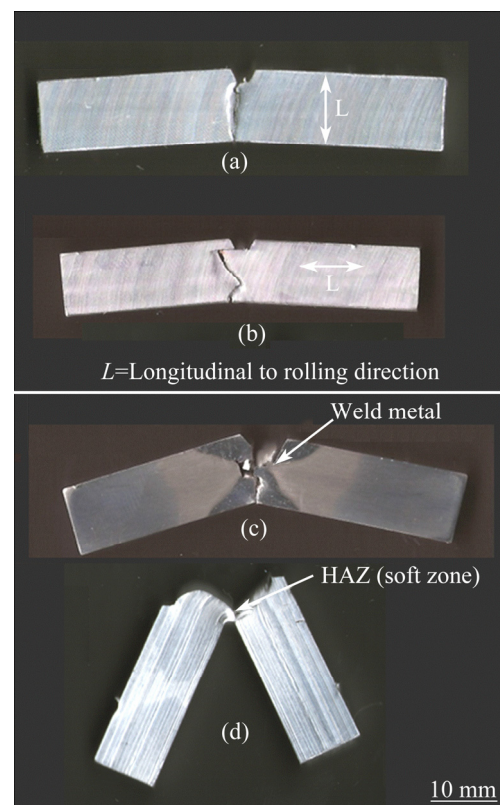 L
(a)
L
(b)
L=Longitudinal to rolling direction
Weld metal
(c)
HAZ (soft zone)
(d)
10 mm